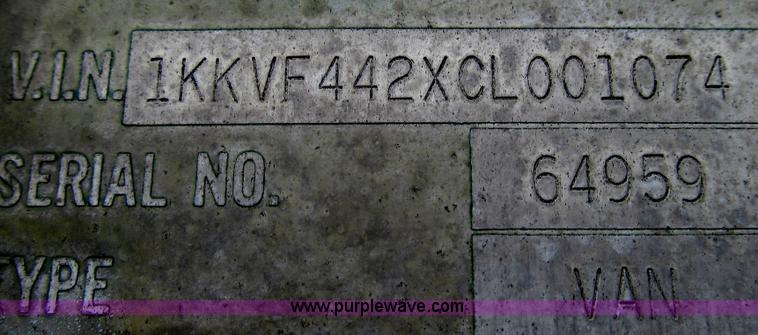 V.I.N. 1KKVF442XCL001074
SERIAL NO. 64959
TYPE VAN
www.purplewave.com